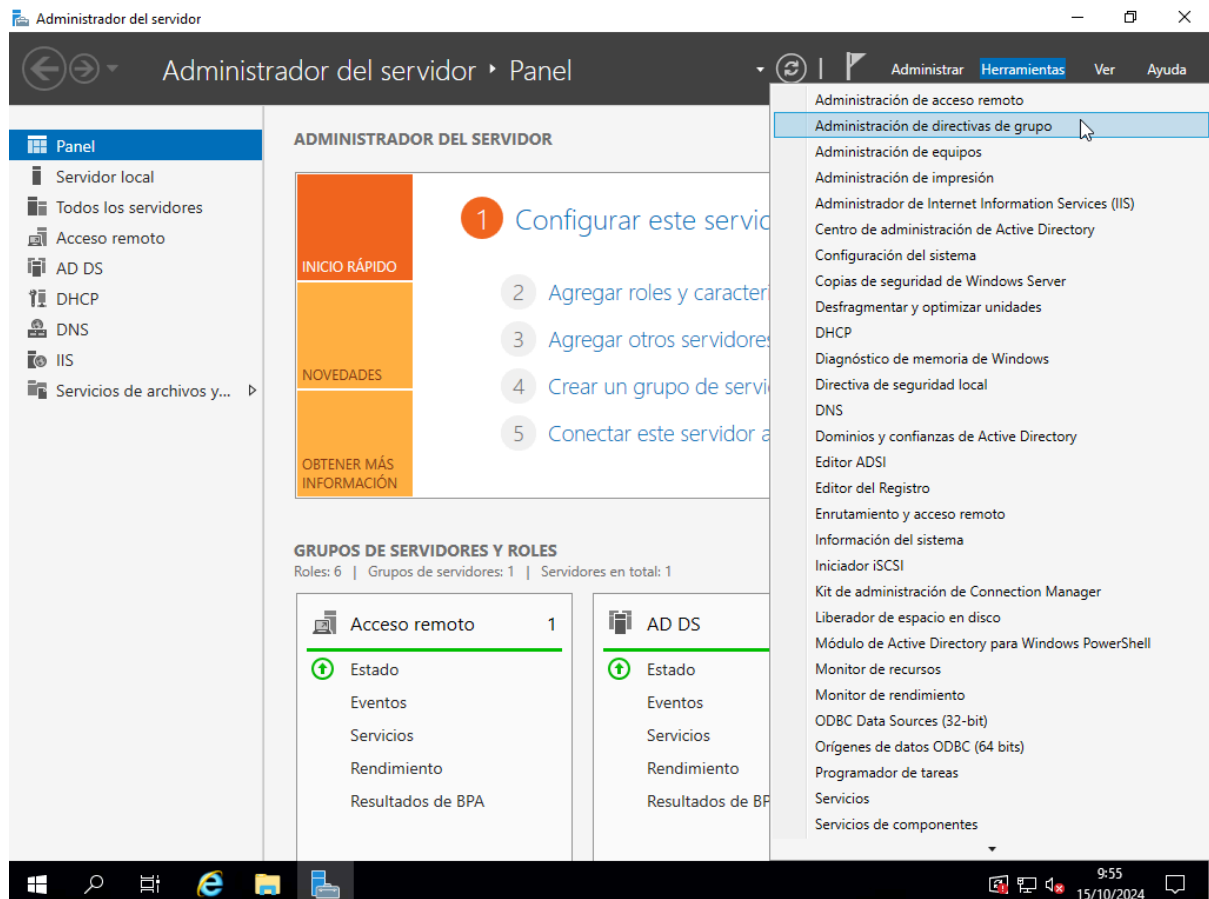 Administrador del servidor
Administrador del servidor ‣ Panel
Administrar Herramientas Ver Ayuda
Panel
Servidor local
Todos los servidores
Acceso remoto
AD DS
DHCP
DNS
IIS
Servicios de archivos y...
ADMINISTRADOR DEL SERVIDOR
INICIO RÁPIDO
NOVEDADES
OBTENER MÁS
INFORMACIÓN
1 Configurar este servid
2 Agregar roles y caracterí
3 Agregar otros servidores
4 Crear un grupo de servi
5 Conectar este servidor a
GRUPOS DE SERVIDORES Y ROLES
Roles: 6 | Grupos de servidores: 1 | Servidores en total: 1
Acceso remoto 1
Estado
Eventos
Servicios
Rendimiento
Resultados de BPA
AD DS
Estado
Eventos
Servicios
Rendimiento
Resultados de BP
Administración de acceso remoto
Administración de directivas de grupo
Administración de equipos
Administración de impresión
Administrador de Internet Information Services (IIS)
Centro de administración de Active Directory
Configuración del sistema
Copias de seguridad de Windows Server
Desfragmentar y optimizar unidades
DHCP
Diagnóstico de memoria de Windows
Directiva de seguridad local
DNS
Dominios y confianzas de Active Directory
Editor ADSI
Editor del Registro
Enrutamiento y acceso remoto
Información del sistema
Iniciador iSCSI
Kit de administración de Connection Manager
Liberador de espacio en disco
Módulo de Active Directory para Windows PowerShell
Monitor de recursos
Monitor de rendimiento
ODBC Data Sources (32-bit)
Orígenes de datos ODBC (64 bits)
Programador de tareas
Servicios
Servicios de componentes
9:55
15/10/2024